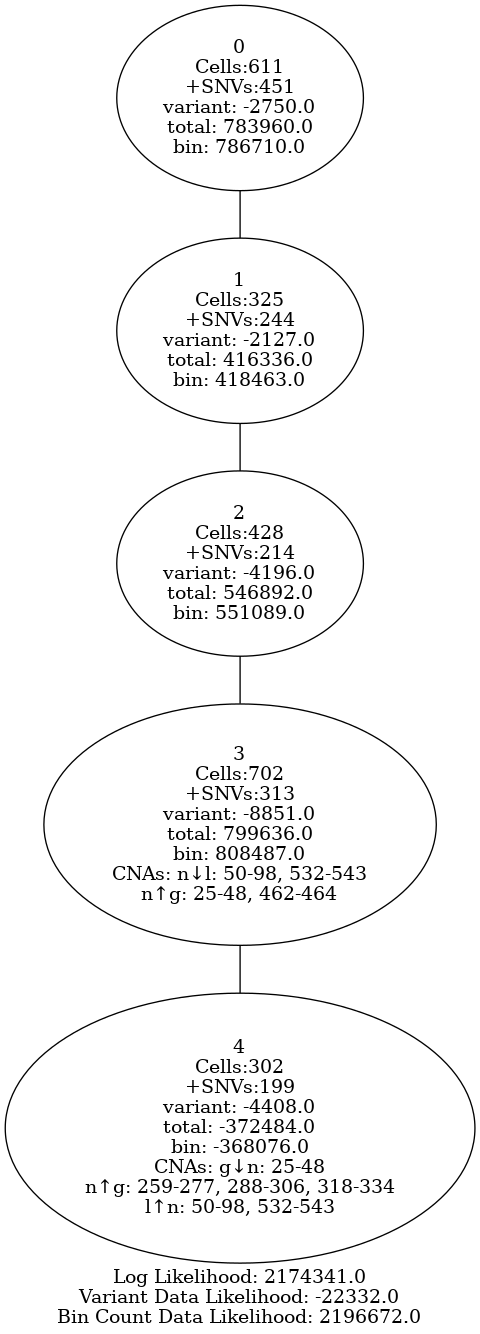 0
Cells:611
+SNVs:451
variant: -2750.0
total: 783960.0
bin: 786710.0
1
Cells:325
+SNVs:244
variant: -2127.0
total: 416336.0
bin: 418463.0
2
Cells:428
+SNVs:214
variant: -4196.0
total: 546892.0
bin: 551089.0
3
Cells:702
+SNVs:313
variant: -8851.0
total: 799636.0
bin: 808487.0
CNAs: n↓l: 50-98, 532-543
n↑g: 25-48, 462-464
4
Cells:302
+SNVs:199
variant: -4408.0
total: -372484.0
bin: -368076.0
CNAs: g↓n: 25-48
n↑g: 259-277, 288-306, 318-334
l↑n: 50-98, 532-543
Log Likelihood: 2174341.0
Variant Data Likelihood: -22332.0
Bin Count Data Likelihood: 2196672.0